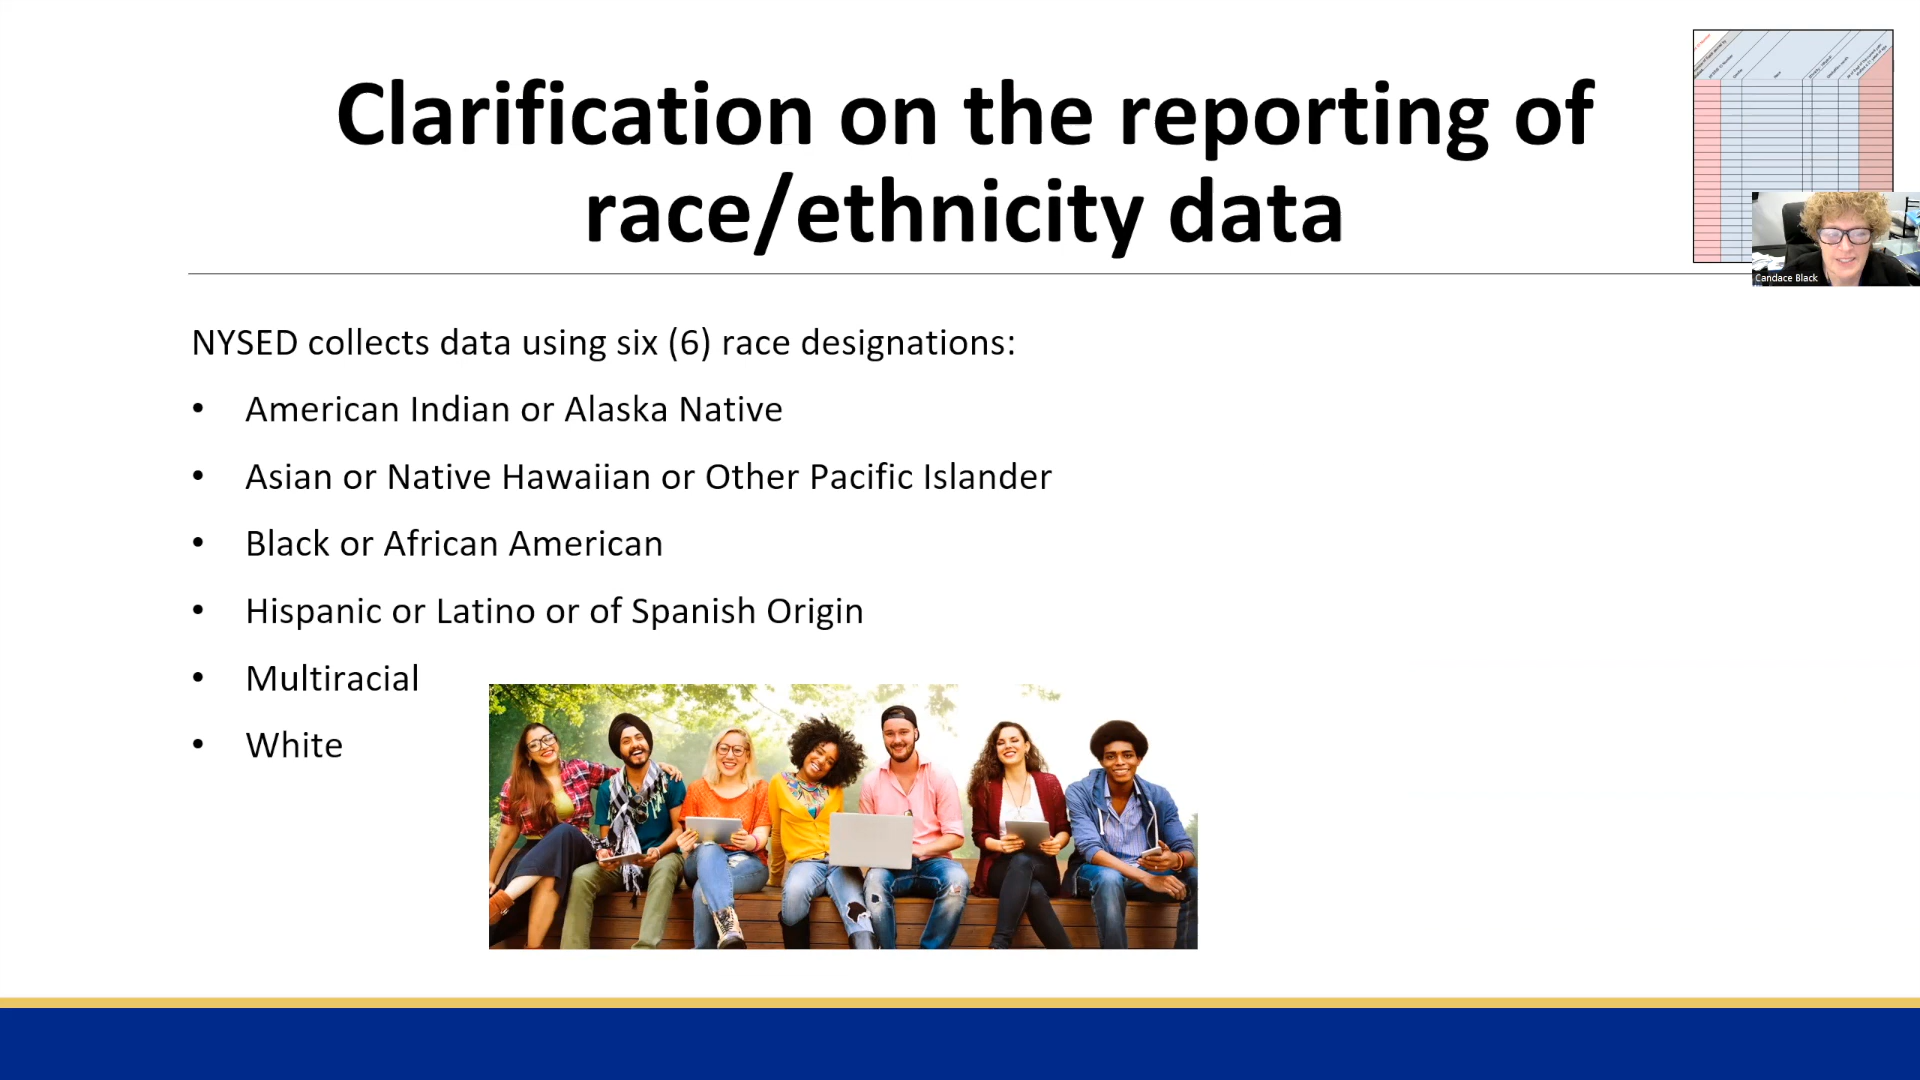 Clarification on the reporting of
race/ethnicity data
Candace Black
NYSED collects data using six (6) race designations:
• American Indian or Alaska Native
• Asian or Native Hawaiian or Other Pacific Islander
• Black or African American
• Hispanic or Latino or of Spanish Origin
• Multiracial
• White